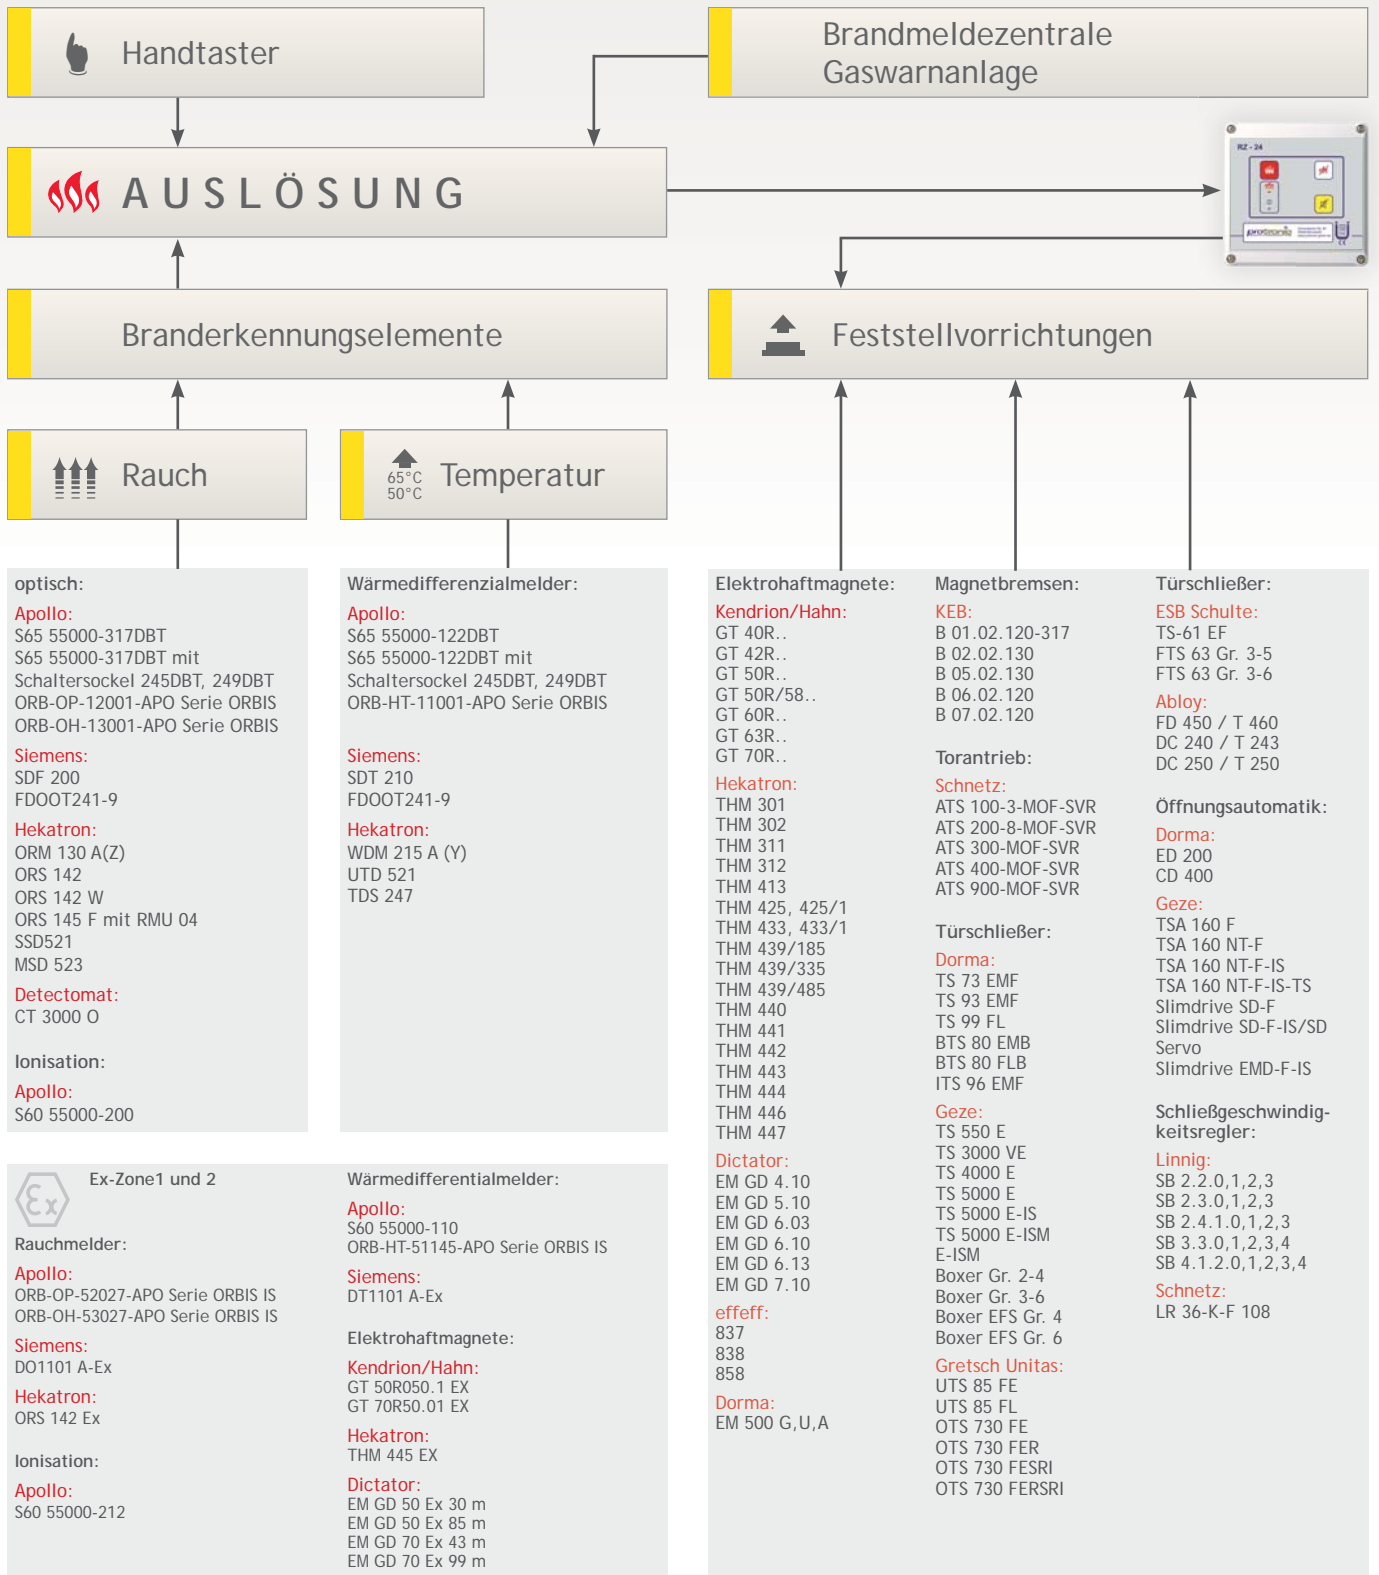 Handtaster
Brandmeldezentrale
Gaswarnanlage
AUSLÖSUNG
RZ - 24
protronic
Branderkennungselemente
Feststellvorrichtungen
Rauch
65°C
50°C
Temperatur
optisch:
Apollo:
S65 55000-317DBT
S65 55000-317DBT mit
Schaltersockel 245DBT, 249DBT
ORB-OP-12001-APO Serie ORBIS
ORB-OH-13001-APO Serie ORBIS
Siemens:
SDF 200
FDOOT241-9
Hekatron:
ORM 130 A(Z)
ORS 142
ORS 142 W
ORS 145 F mit RMU 04
SSD521
MSD 523
Detectomat:
CT 3000 O
Ionisation:
Apollo:
S60 55000-200
Wärmedifferenzialmelder:
Apollo:
S65 55000-122DBT
S65 55000-122DBT mit
Schaltersockel 245DBT, 249DBT
ORB-HT-11001-APO Serie ORBIS
Siemens:
SDT 210
FDOOT241-9
Hekatron:
WDM 215 A (Y)
UTD 521
TDS 247
Ex
Ex-Zone1 und 2
Rauchmelder:
Apollo:
ORB-OP-52027-APO Serie ORBIS IS
ORB-OH-53027-APO Serie ORBIS IS
Siemens:
DO1101 A-Ex
Hekatron:
ORS 142 Ex
Ionisation:
Apollo:
S60 55000-212
Wärmedifferentialmelder:
Apollo:
S60 55000-110
ORB-HT-51145-APO Serie ORBIS IS
Siemens:
DT1101 A-Ex
Elektrohaftmagnete:
Kendrion/Hahn:
GT 50R050.1 EX
GT 70R50.01 EX
Hekatron:
THM 445 EX
Dictator:
EM GD 50 Ex 30 m
EM GD 50 Ex 85 m
EM GD 70 Ex 43 m
EM GD 70 Ex 99 m
Elektrohaftmagnete:
Kendrion/Hahn:
GT 40R..
GT 42R..
GT 50R..
GT 50R/58..
GT 60R..
GT 63R..
GT 70R..
Hekatron:
THM 301
THM 302
THM 311
THM 312
THM 413
THM 425, 425/1
THM 433, 433/1
THM 439/185
THM 439/335
THM 439/485
THM 440
THM 441
THM 442
THM 443
THM 444
THM 446
THM 447
Dictator:
EM GD 4.10
EM GD 5.10
EM GD 6.03
EM GD 6.10
EM GD 6.13
EM GD 7.10
effeff:
837
838
858
Dorma:
EM 500 G,U,A
Magnetbremsen:
KEB:
B 01.02.120-317
B 02.02.130
B 05.02.130
B 06.02.120
B 07.02.120
Torantrieb:
Schnetz:
ATS 100-3-MOF-SVR
ATS 200-8-MOF-SVR
ATS 300-MOF-SVR
ATS 400-MOF-SVR
ATS 900-MOF-SVR
Türschließer:
Dorma:
TS 73 EMF
TS 93 EMF
TS 99 FL
BTS 80 EMB
BTS 80 FLB
ITS 96 EMF
Geze:
TS 550 E
TS 3000 VE
TS 4000 E
TS 5000 E
TS 5000 E-IS
TS 5000 E-ISM
E-ISM
Boxer Gr. 2-4
Boxer Gr. 3-6
Boxer EFS Gr. 4
Boxer EFS Gr. 6
Gretsch Unitas:
UTS 85 FE
UTS 85 FL
OTS 730 FE
OTS 730 FER
OTS 730 FESRI
OTS 730 FERSRI
Türschließer:
ESB Schulte:
TS-61 EF
FTS 63 Gr. 3-5
FTS 63 Gr. 3-6
Abloy:
FD 450 / T 460
DC 240 / T 243
DC 250 / T 250
Öffnungsautomatik:
Dorma:
ED 200
CD 400
Geze:
TSA 160 F
TSA 160 NT-F
TSA 160 NT-F-IS
TSA 160 NT-F-IS-TS
Slimdrive SD-F
Slimdrive SD-F-IS/SD
Servo
Slimdrive EMD-F-IS
Schließgeschwindig-
keitsregler:
Linnig:
SB 2.2.0,1,2,3
SB 2.3.0,1,2,3
SB 2.4.1.0,1,2,3
SB 3.3.0,1,2,3,4
SB 4.1.2.0,1,2,3,4
Schnetz:
LR 36-K-F 108